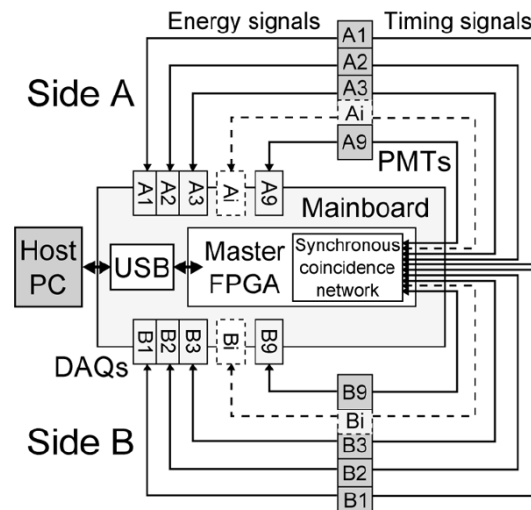 Energy signals
Timing signals
A1
A2
A3
Ai
A9
Side A
PMTs
A1
A2
A3
Ai
A9
Mainboard
Host
PC
USB
Master
FPGA
Synchronous
coincidence
network
B1
B2
B3
Bi
B9
DAQs
Side B
B9
Bi
B3
B2
B1